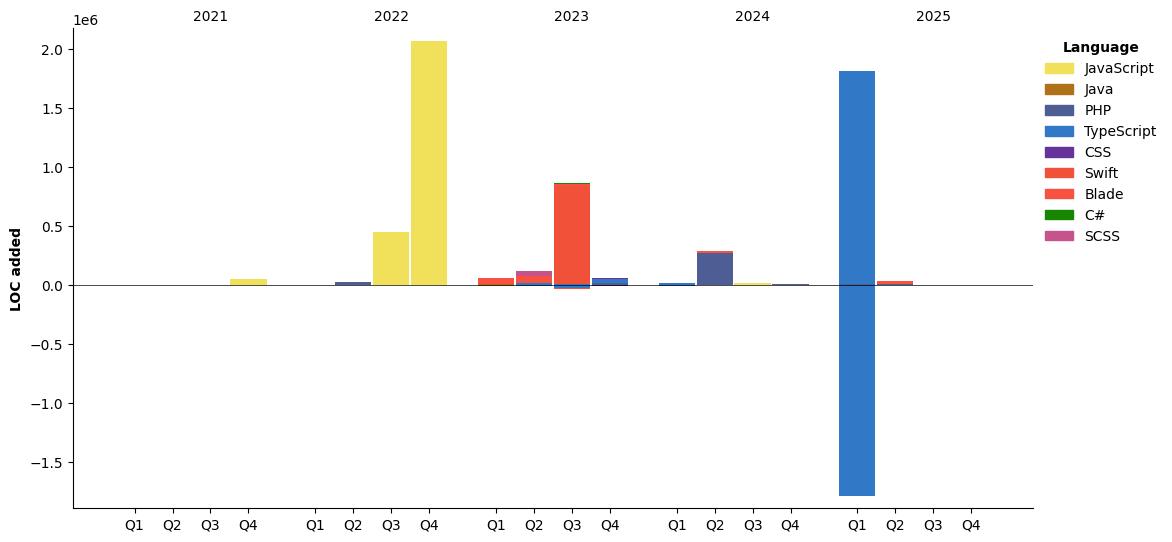 1e6
2021 2022 2023 2024 2025
2.0
1.5
1.0
0.5
0.0
−0.5
−1.0
−1.5
LOC added
Q1 Q2 Q3 Q4 Q1 Q2 Q3 Q4 Q1 Q2 Q3 Q4 Q1 Q2 Q3 Q4 Q1 Q2 Q3 Q4
Language
JavaScript
Java
PHP
TypeScript
CSS
Swift
Blade
C#
SCSS